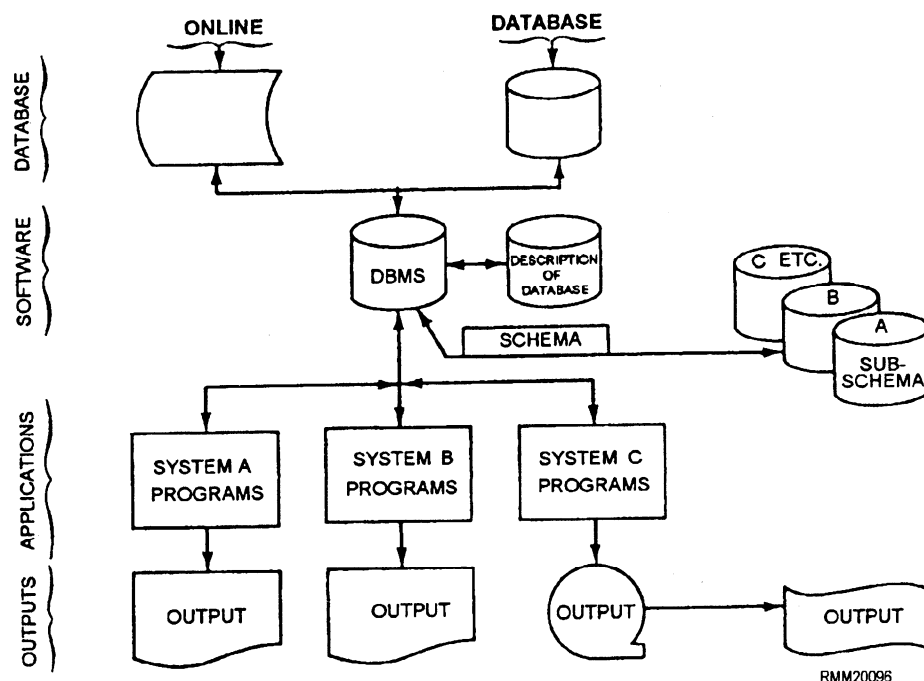 ONLINE
DATABASE
DATABASE
SOFTWARE
DBMS
DESCRIPTION
OF
DATABASE
SCHEMA
C ETC.
B
A
SUB-
SCHEMA
APPLICATIONS
SYSTEM A
PROGRAMS
SYSTEM B
PROGRAMS
SYSTEM C
PROGRAMS
OUTPUTS
OUTPUT
OUTPUT
OUTPUT
OUTPUT
RMM20096